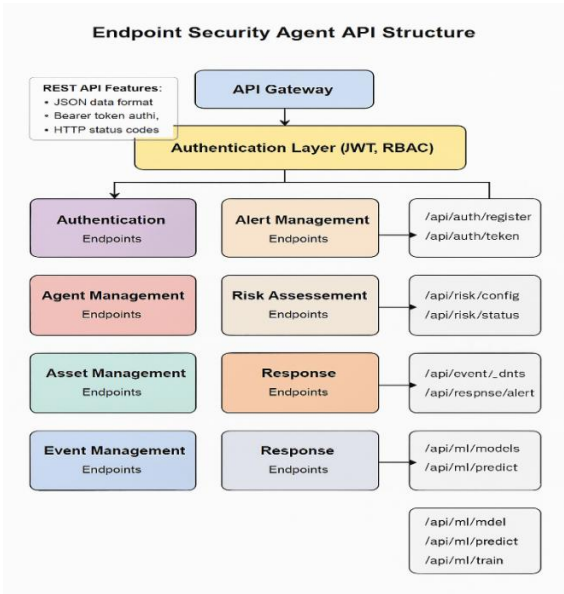 Endpoint Security Agent API Structure
REST API Features:
• JSON data format
• Bearer token authi,
• HTTP status codes
API Gateway
Authentication Layer (JWT, RBAC)
Authentication
Endpoints
Alert Management
Endpoints
/api/auth/register
/api/auth/teken
Agent Management
Endpoints
Risk Assessement
Endpoints
/api/risk/config
/api/risk/status
Asset Management
Endpoints
Response
Endpoints
/api/event/_dnts
/api/respnse/alert
Event Management
Endpoints
Response
Endpoints
/api/ml/models
/api/ml/predict
/api/ml/mdel
/api/ml/predict
/api/ml/train